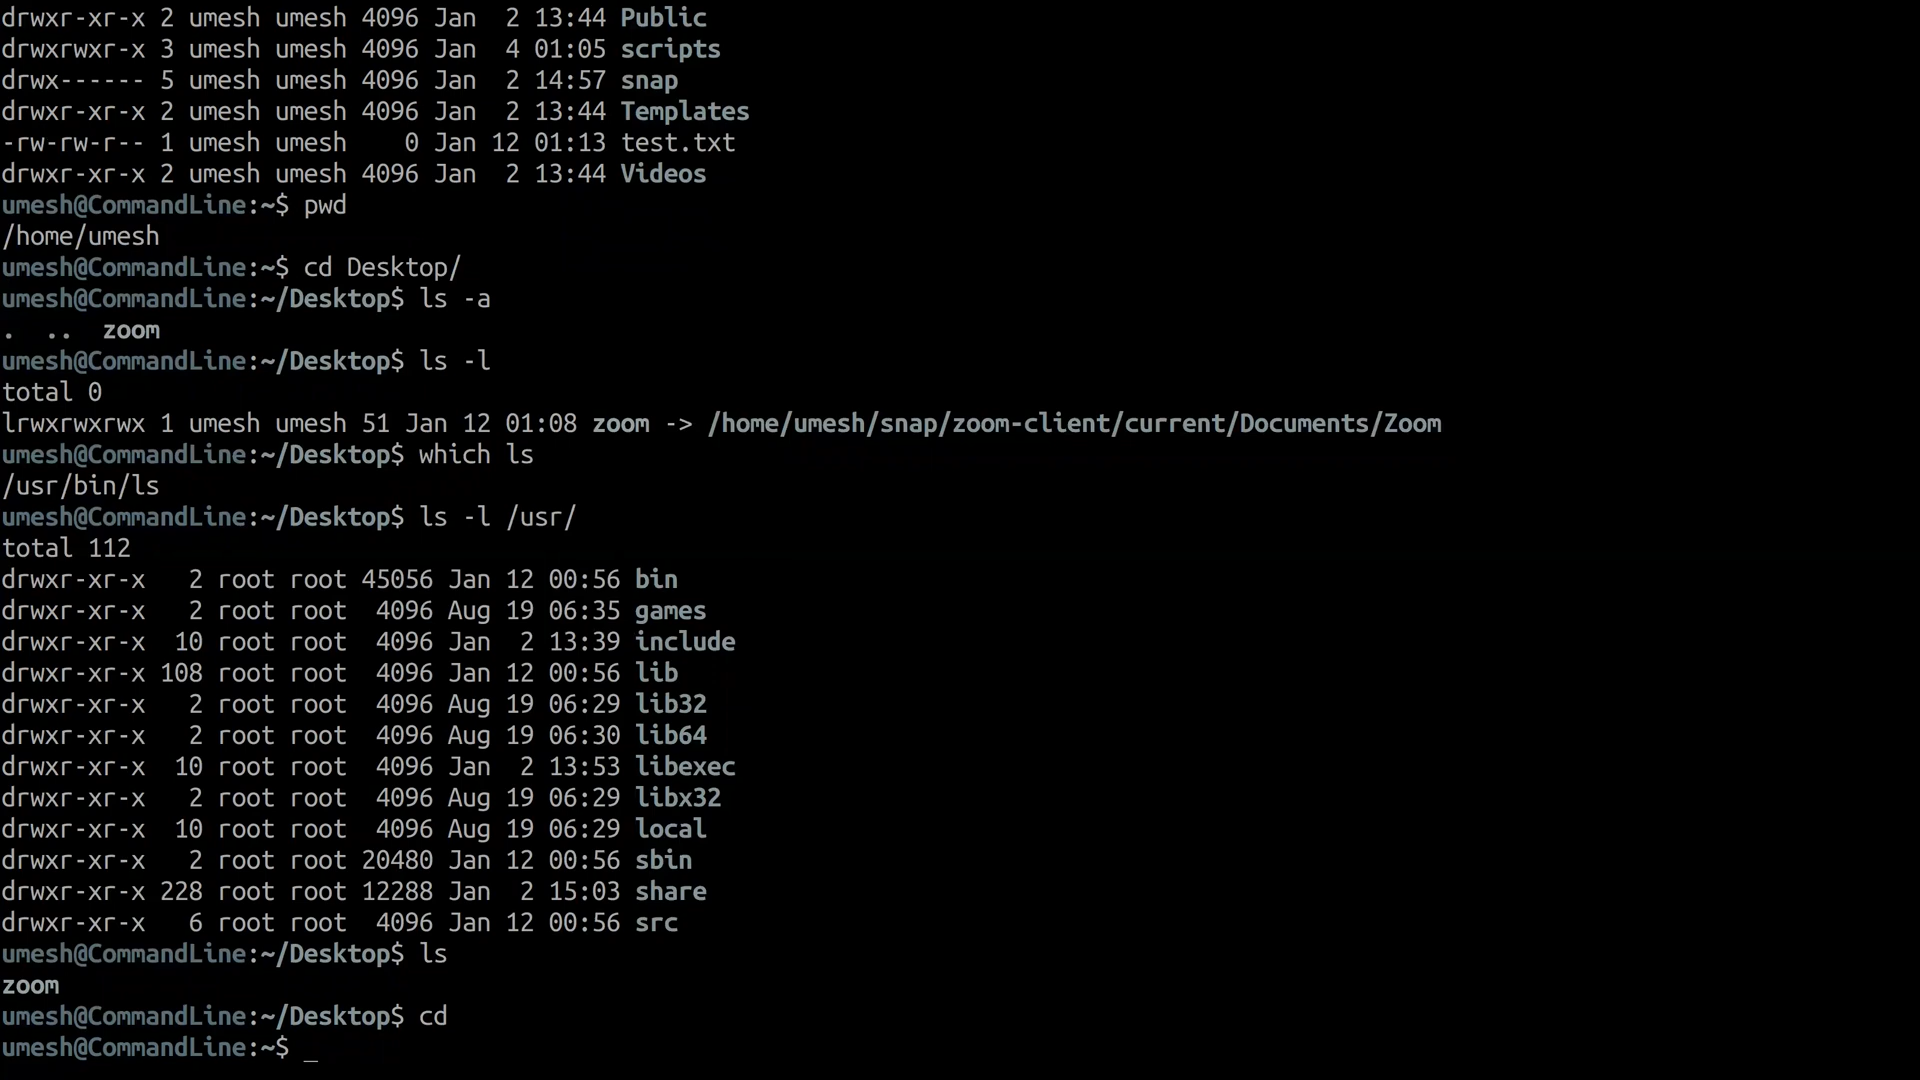 drwxr-xr-x 2 umesh umesh 4096 Jan  2 13:44 Public
drwxrwxr-x 3 umesh umesh 4096 Jan  4 01:05 scripts
drwx------ 5 umesh umesh 4096 Jan  2 14:57 snap
drwxr-xr-x 2 umesh umesh 4096 Jan  2 13:44 Templates
-rw-rw-r-- 1 umesh umesh    0 Jan 12 01:13 test.txt
drwxr-xr-x 2 umesh umesh 4096 Jan  2 13:44 Videos
umesh@CommandLine:~$ pwd
/home/umesh
umesh@CommandLine:~$ cd Desktop/
umesh@CommandLine:~/Desktop$ ls -a
.  ..  zoom
umesh@CommandLine:~/Desktop$ ls -l
total 0
lrwxrwxrwx 1 umesh umesh 51 Jan 12 01:08 zoom -> /home/umesh/snap/zoom-client/current/Documents/Zoom
umesh@CommandLine:~/Desktop$ which ls
/usr/bin/ls
umesh@CommandLine:~/Desktop$ ls -l /usr/
total 112
drwxr-xr-x   2 root root 45056 Jan 12 00:56 bin
drwxr-xr-x   2 root root  4096 Aug 19 06:35 games
drwxr-xr-x  10 root root  4096 Jan  2 13:39 include
drwxr-xr-x 108 root root  4096 Jan 12 00:56 lib
drwxr-xr-x   2 root root  4096 Aug 19 06:29 lib32
drwxr-xr-x   2 root root  4096 Aug 19 06:30 lib64
drwxr-xr-x  10 root root  4096 Jan  2 13:53 libexec
drwxr-xr-x   2 root root  4096 Aug 19 06:29 libx32
drwxr-xr-x  10 root root  4096 Aug 19 06:29 local
drwxr-xr-x   2 root root 20480 Jan 12 00:56 sbin
drwxr-xr-x 228 root root 12288 Jan  2 15:03 share
drwxr-xr-x   6 root root  4096 Jan 12 00:56 src
umesh@CommandLine:~/Desktop$ ls
zoom
umesh@CommandLine:~/Desktop$ cd
umesh@CommandLine:~$ _